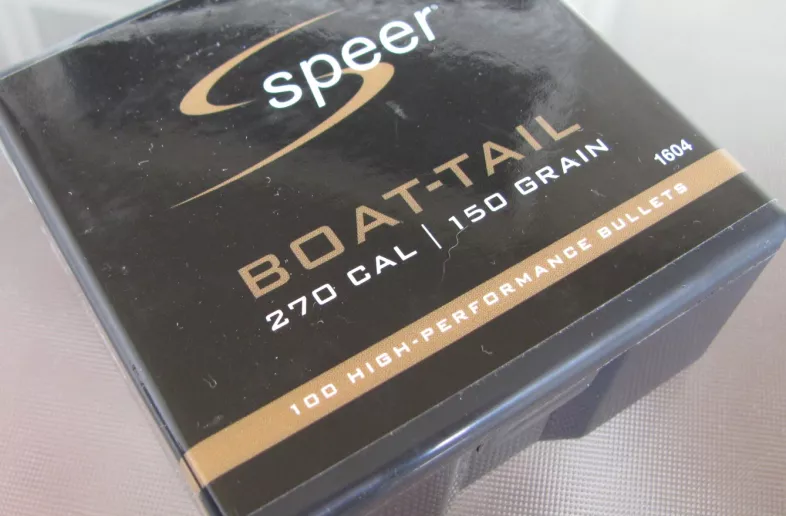 speer®
BOAT-TAIL
270 CAL | 150 GRAIN
1604
100 HIGH-PERFORMANCE BULLETS